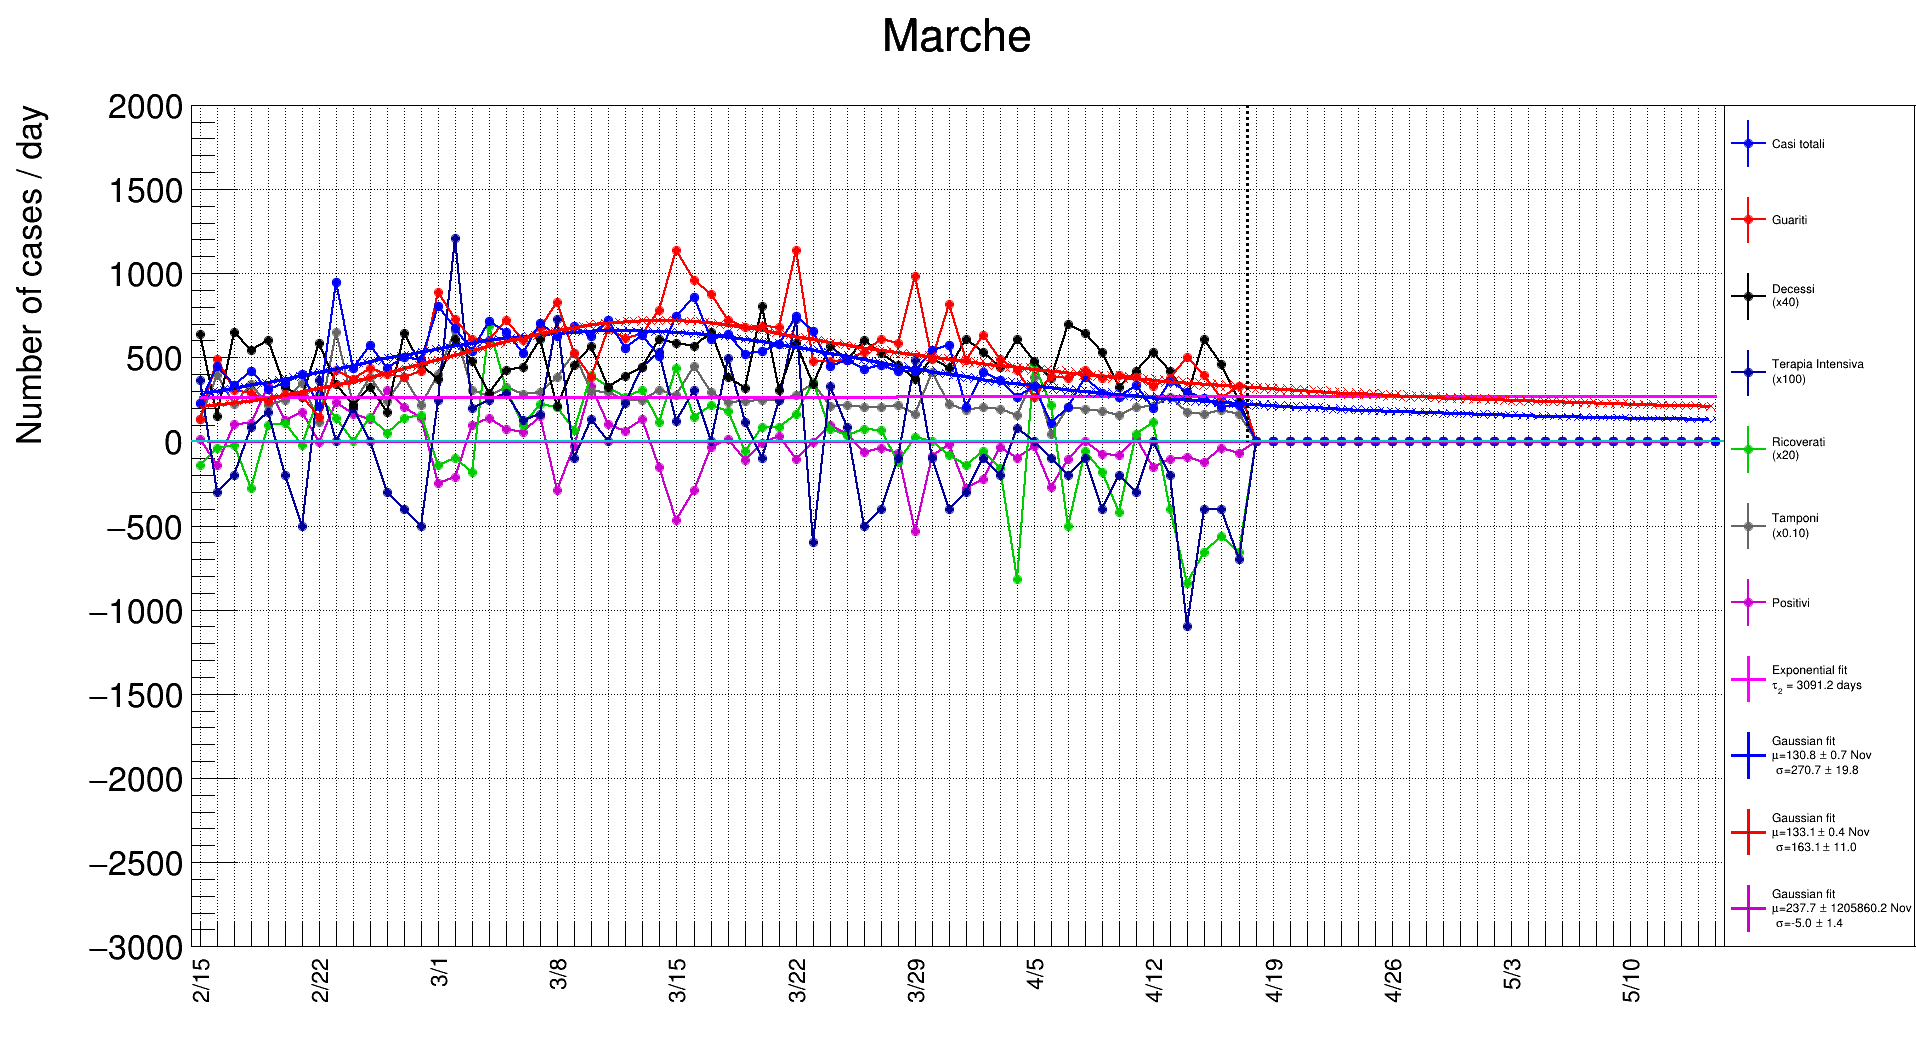 Marche
Number of cases / day
2000
1500
1000
500
0
−500
−1000
−1500
−2000
−2500
−3000
2/15
2/22
3/1
3/8
3/15
3/22
3/29
4/5
4/12
4/19
4/26
5/3
5/10
Casi totali
Guariti
Decessi
(x40)
Terapia Intensiva
(x100)
Ricoverati
(x20)
Tamponi
(x0.10)
Positivi
Exponential fit
τ2 = 3091.2 days
Gaussian fit
μ=130.8 ± 0.7 Nov
σ=270.7 ± 19.8
Gaussian fit
μ=133.1 ± 0.4 Nov
σ=163.1 ± 11.0
Gaussian fit
μ=237.7 ± 1205860.2 Nov
σ=-5.0 ± 1.4